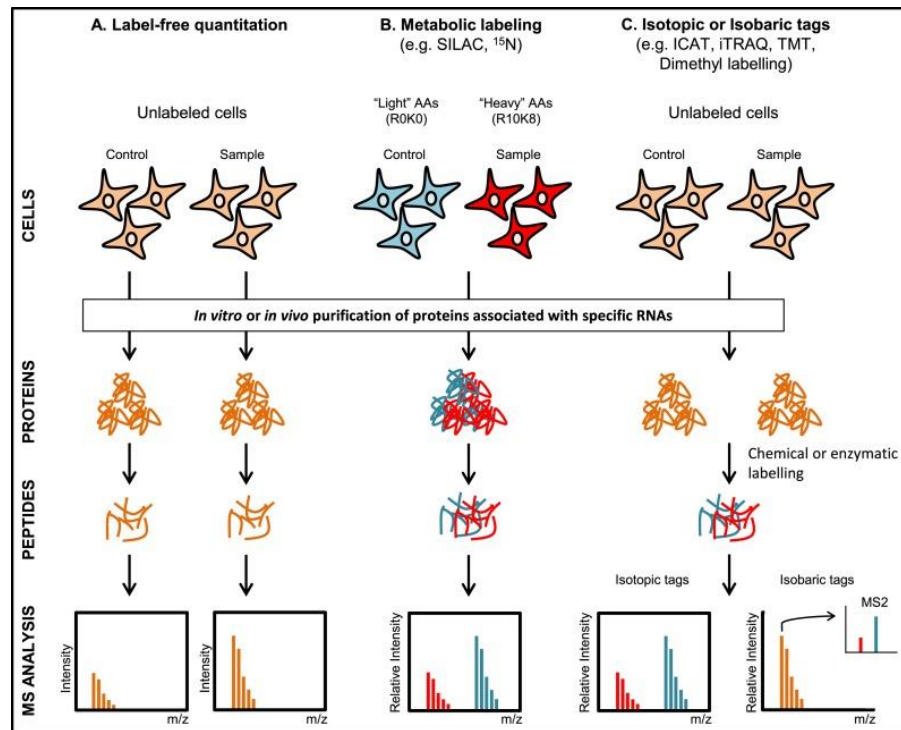 A. Label-free quantitation
B. Metabolic labeling
(e.g. SILAC, ¹⁵N)
C. Isotopic or Isobaric tags
(e.g. ICAT, iTRAQ, TMT,
Dimethyl labelling)
Unlabeled cells
"Light" AAs
(R0K0)
"Heavy" AAs
(R10K8)
Unlabeled cells
Control
Sample
Control
Sample
Control
Sample
CELLS
In vitro or in vivo purification of proteins associated with specific RNAs
PROTEINS
Chemical or enzymatic
labelling
PEPTIDES
Isotopic tags
Isobaric tags
MS2
MS ANALYSIS
Intensity
m/z
Intensity
m/z
Relative Intensity
m/z
Relative Intensity
m/z
Relative Intensity
m/z